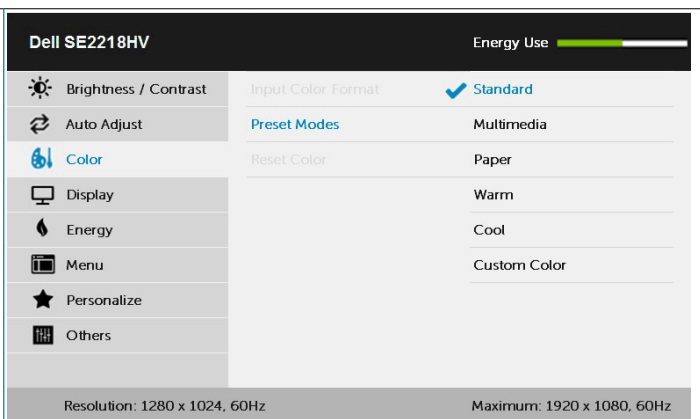 Dell SE2218HV
Energy Use
Brightness / Contrast
Input Color Format
Standard
Auto Adjust
Preset Modes
Multimedia
Color
Reset Color
Paper
Display
Warm
Energy
Cool
Menu
Custom Color
Personalize
Others
Resolution: 1280 x 1024, 60Hz
Maximum: 1920 x 1080, 60Hz